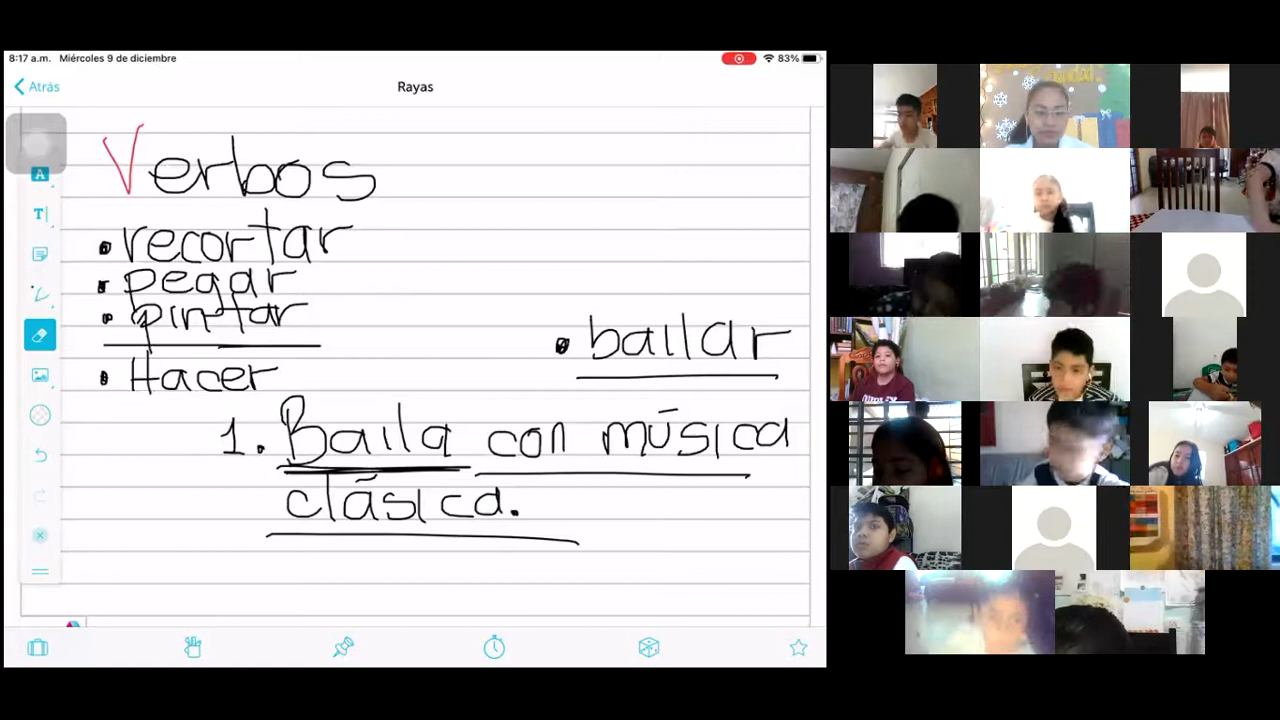 8:17 a.m. Miércoles 9 de diciembre
83%
Atrás
Rayas
Verbos
• recortar
• pegar
• pintar
• bailar
• Hacer
1. Baila con música
clásica.